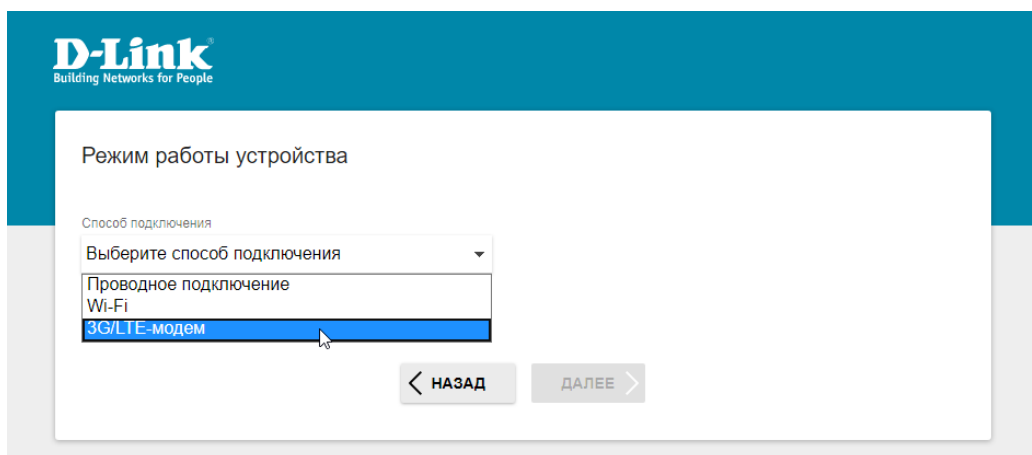 D-Link
Building Networks for People
Режим работы устройства
Способ подключения
Выберите способ подключения
Проводное подключение
Wi-Fi
3G/LTE-модем
НАЗАД
ДАЛЕЕ